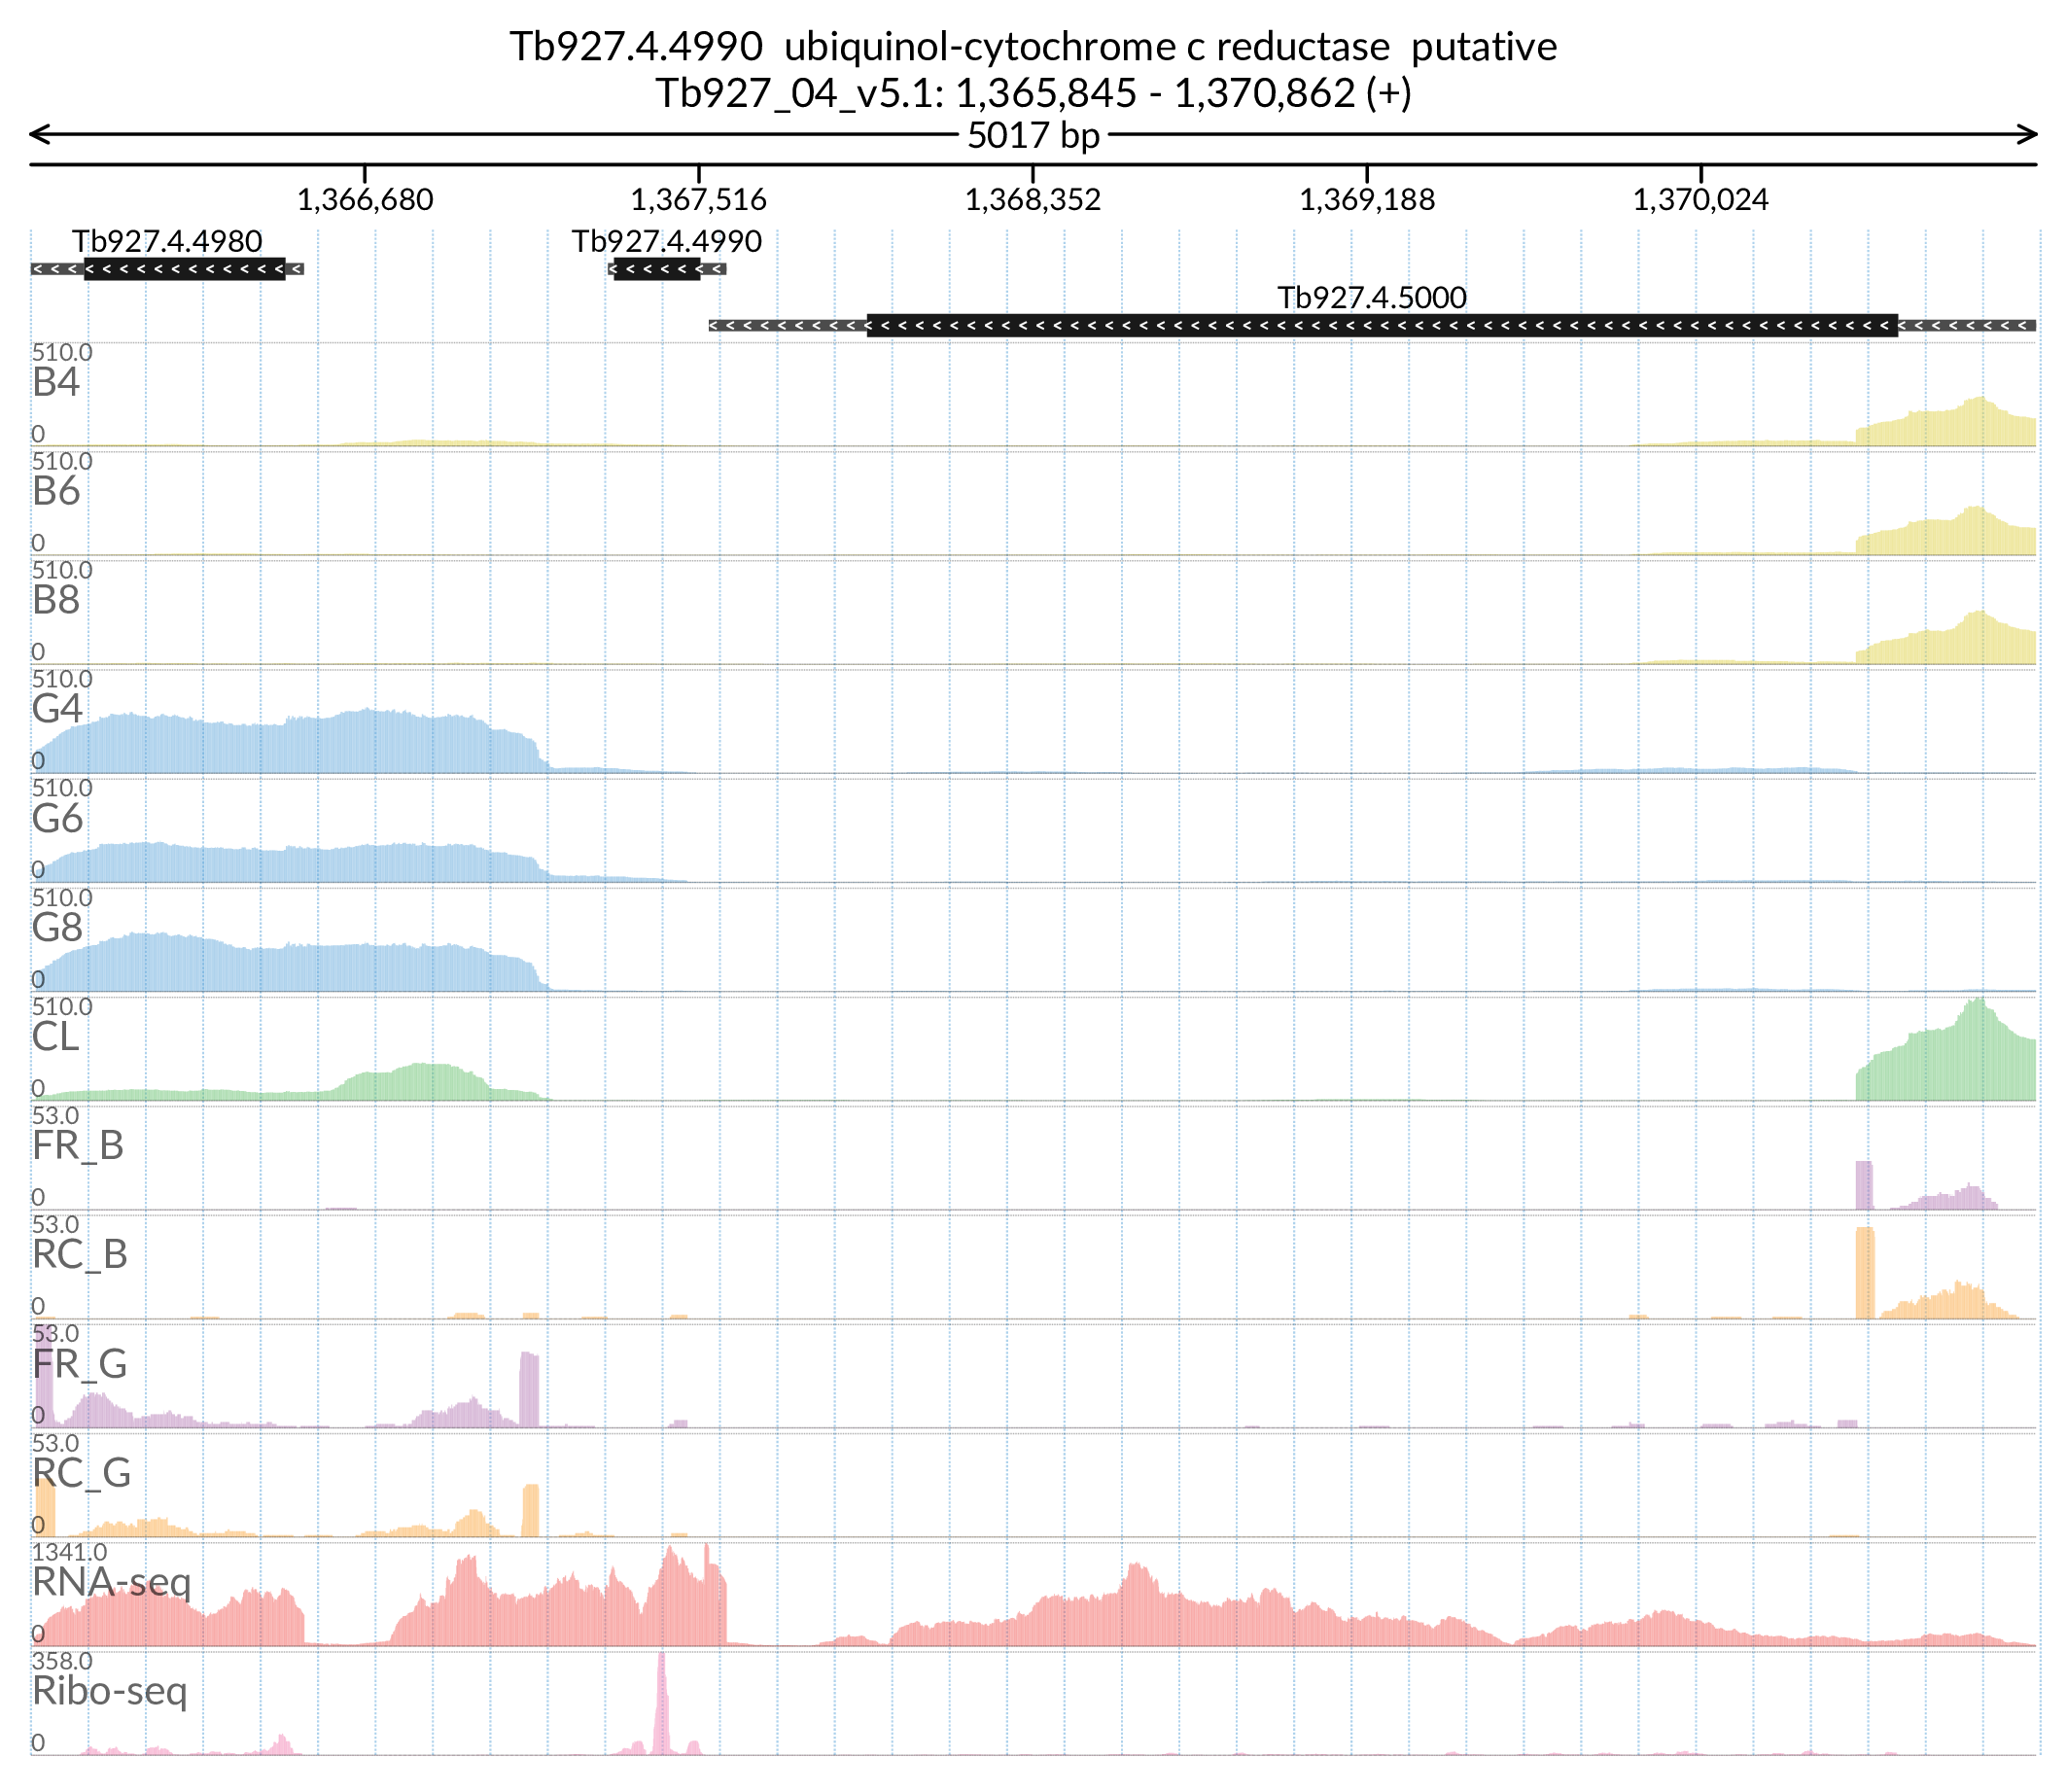 Tb927.4.4990 ubiquinol-cytochrome c reductase putative
Tb927_04_v5.1: 1,365,845 - 1,370,862 (+)
5017 bp
1,366,680 1,367,516 1,368,352 1,369,188 1,370,024
Tb927.4.4980 Tb927.4.4990
Tb927.4.5000
510.0
B4
0
510.0
B6
0
510.0
B8
0
510.0
G4
0
510.0
G6
0
510.0
G8
0
510.0
CL
0
53.0
FR_B
0
53.0
RC_B
0
53.0
FR_G
0
53.0
RC_G
0
1341.0
RNA-seq
0
358.0
Ribo-seq
0